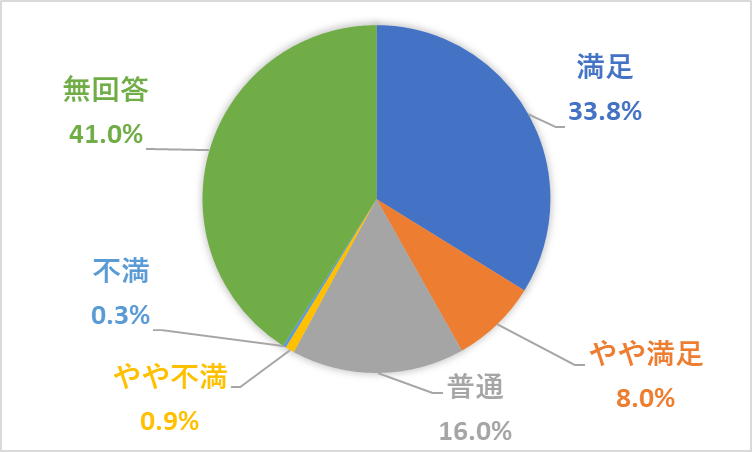 満足
33.8%
やや満足
8.0%
普通
16.0%
やや不満
0.9%
不満
0.3%
無回答
41.0%